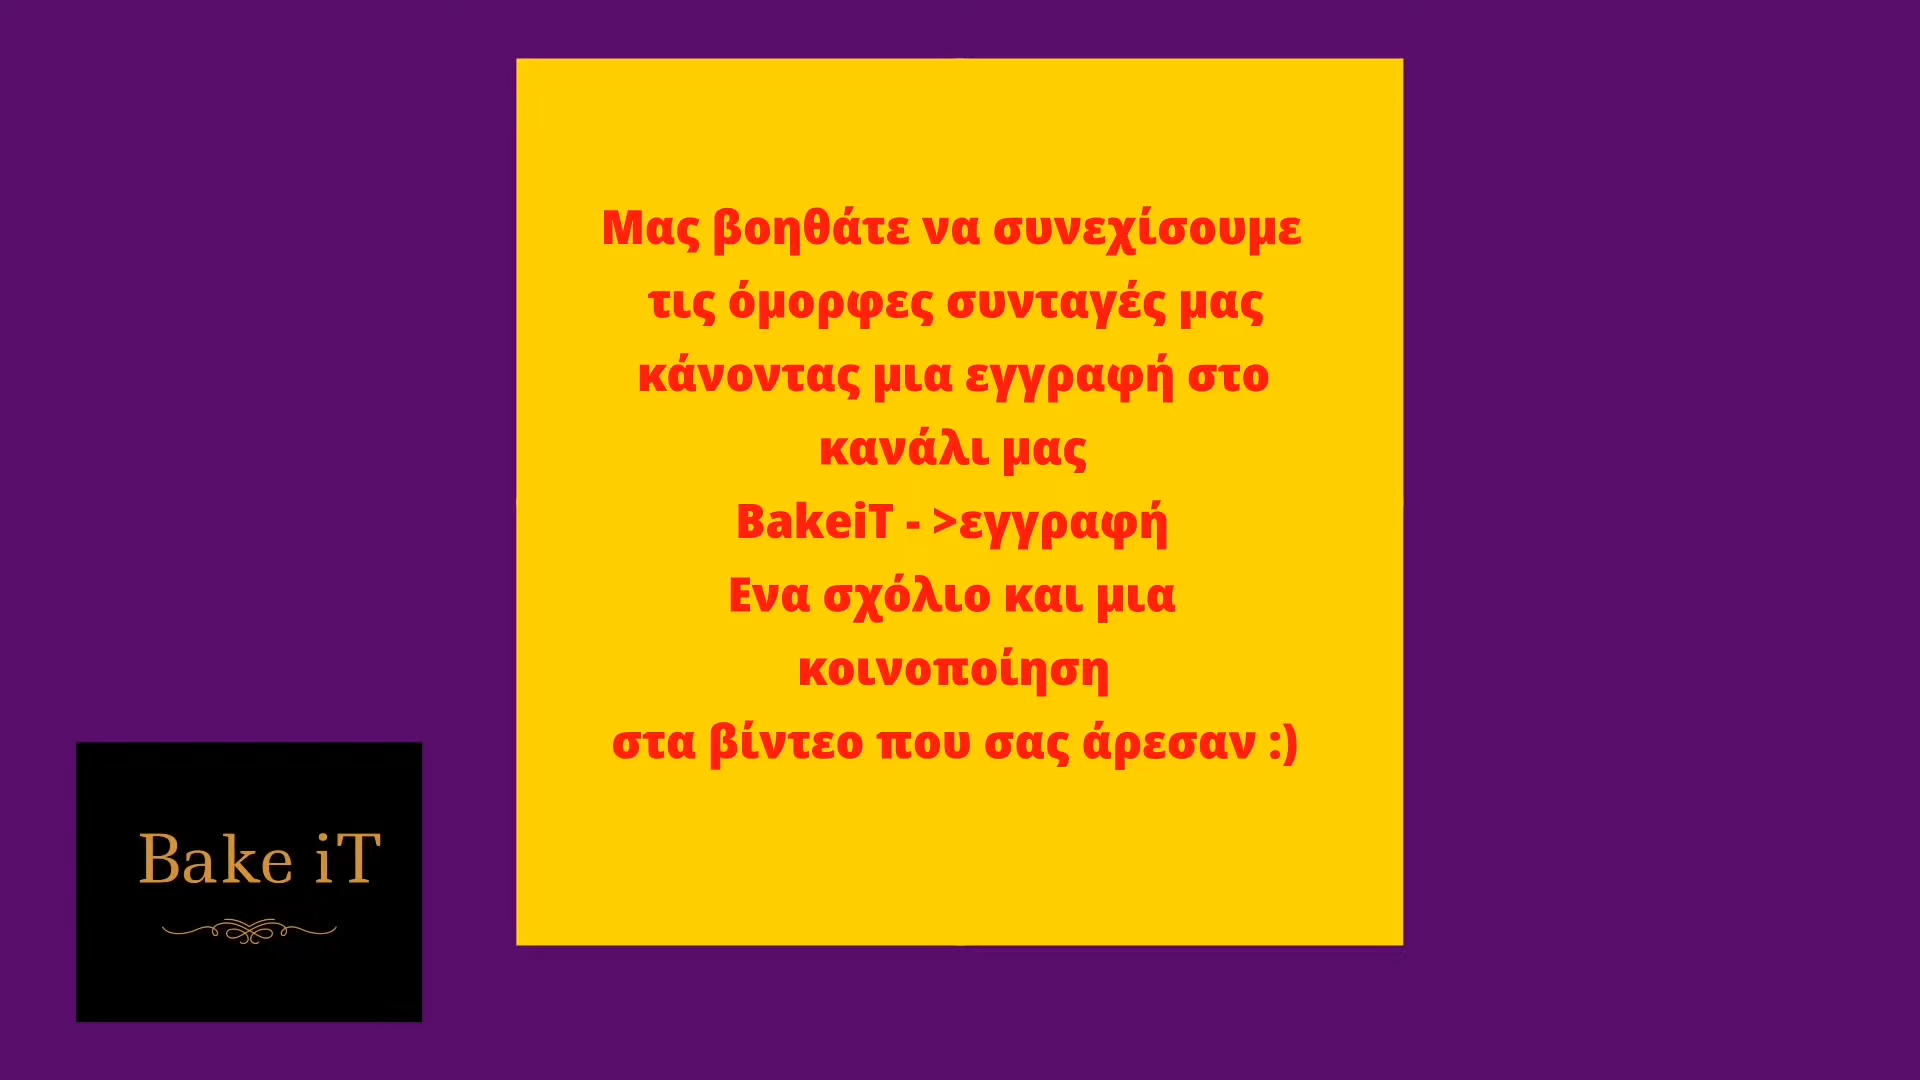 Μας βοηθάτε να συνεχίσουμε
τις όμορφες συνταγές μας
κάνοντας μια εγγραφή στο
κανάλι μας
BakeiT - >εγγραφή
Ενα σχόλιο και μια
κοινοποίηση
στα βίντεο που σας άρεσαν :)
Bake iT